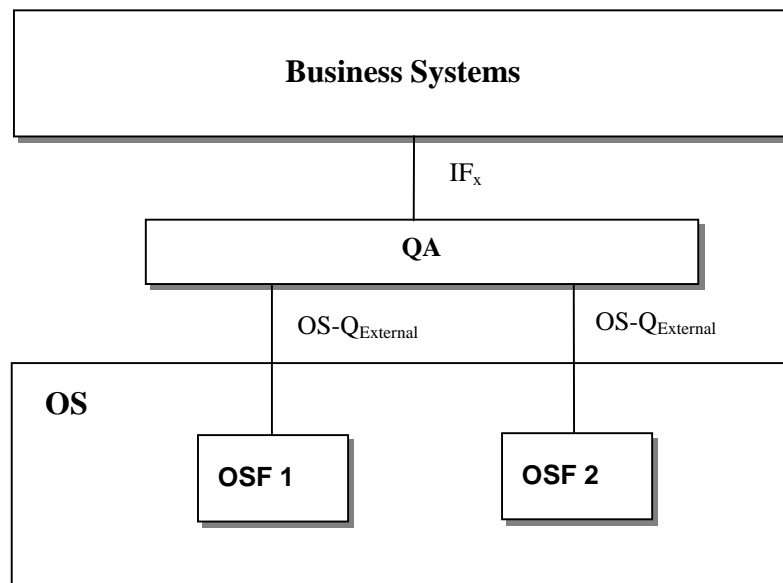 Business Systems
IFx
QA
OS-QExternal
OS-QExternal
OS
OSF 1
OSF 2